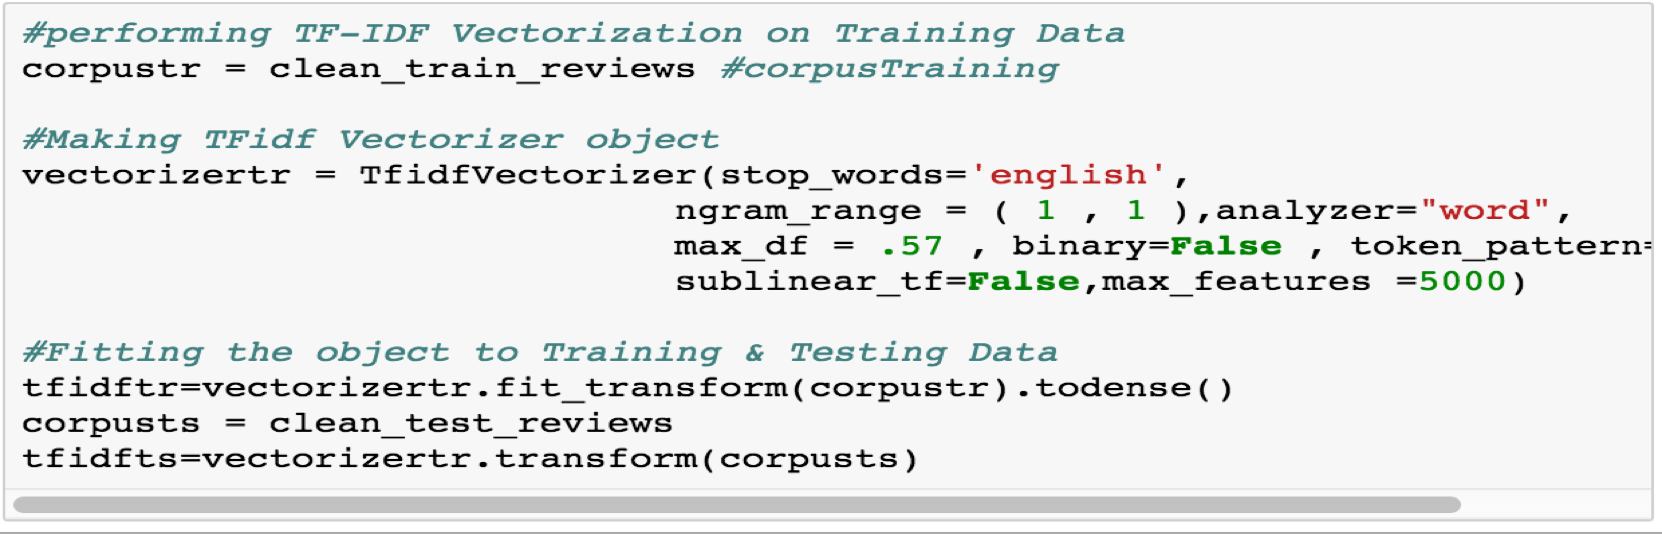 #performing TF-IDF Vectorization on Training Data
corpustr = clean_train_reviews #corpusTraining
#Making TFidf Vectorizer object
vectorizertr = TfidfVectorizer(stop_words='english',
ngram_range = ( 1 , 1 ),analyzer="word",
max_df = .57 , binary=False , token_pattern=
sublinear_tf=False,max_features =5000)
#Fitting the object to Training & Testing Data
tfidftr=vectorizertr.fit_transform(corpustr).todense()
corpusts = clean_test_reviews
tfidfts=vectorizertr.transform(corpusts)